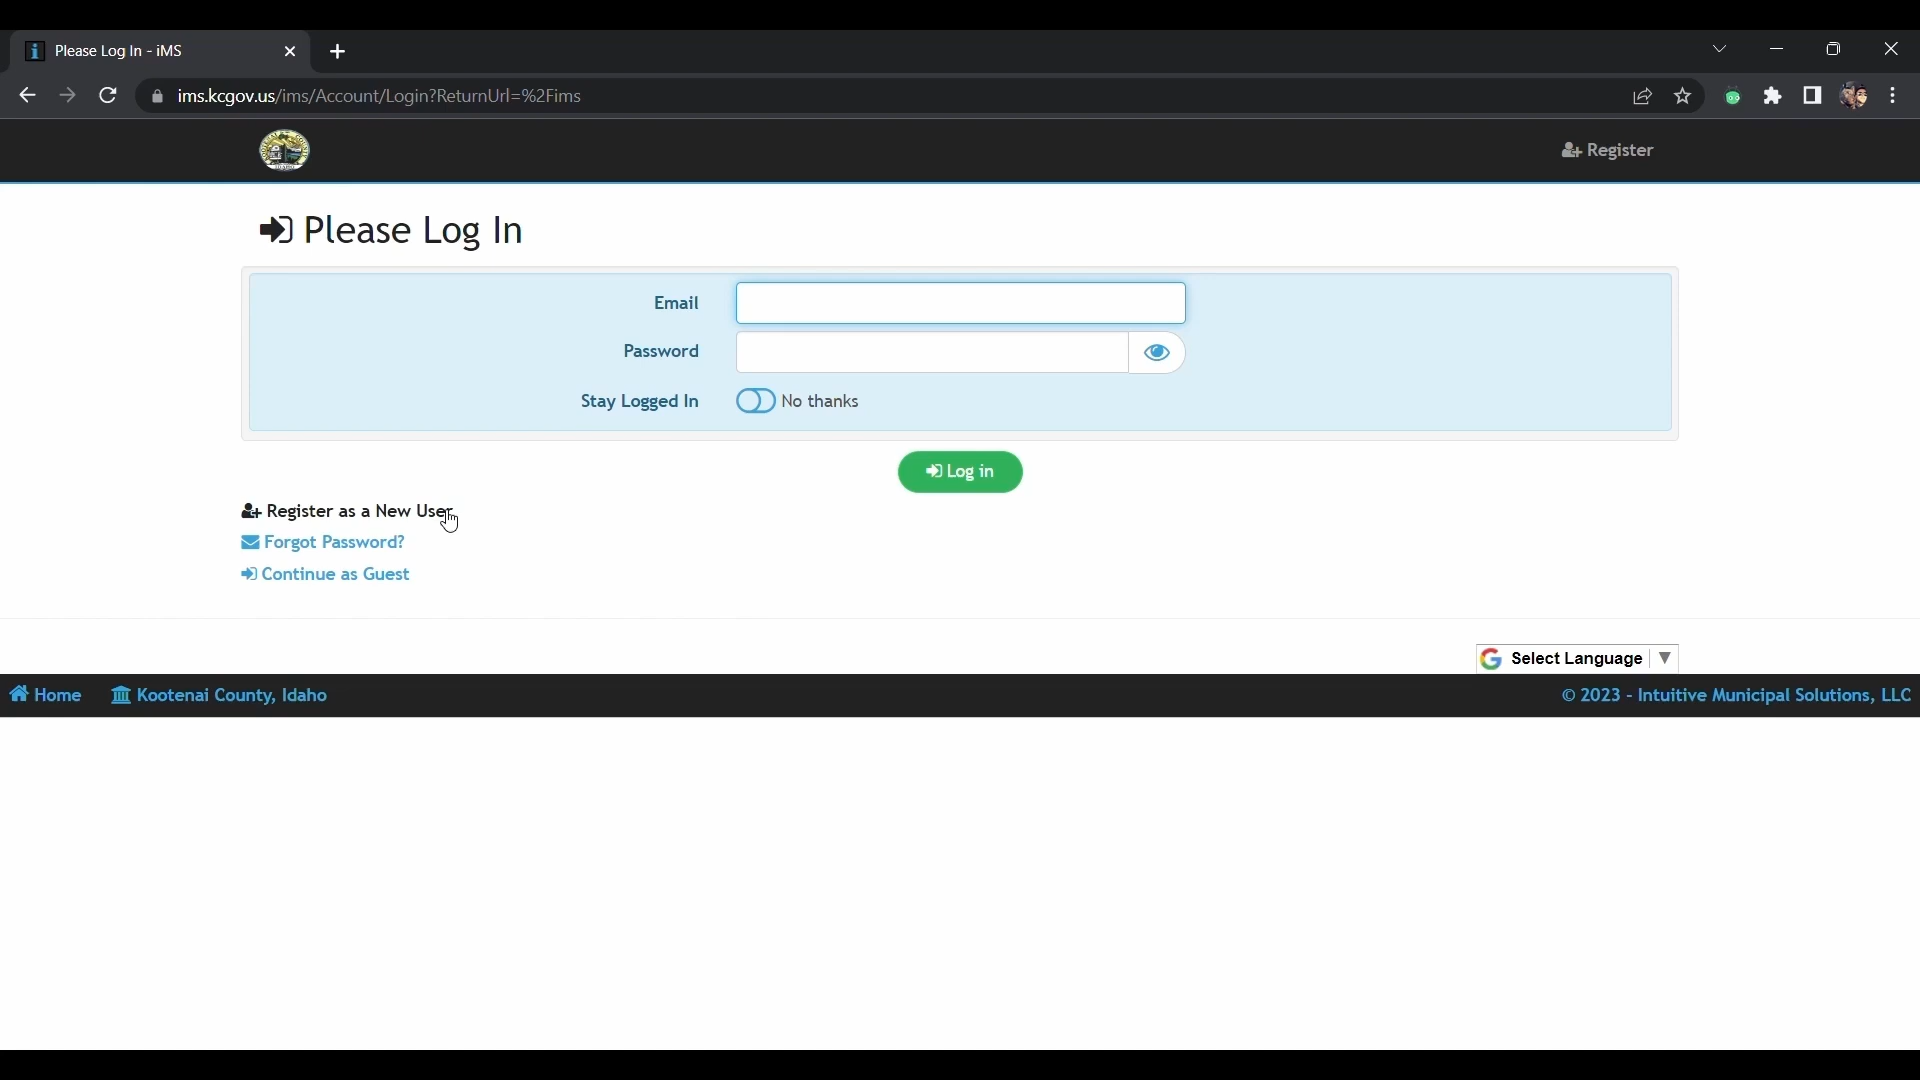 Please Log In - iMS
ims.kcgov.us/ims/Account/Login?ReturnUrl=%2Fims
Register
Please Log In
Email
Password
Stay Logged In No thanks
Log in
Register as a New User
Forgot Password?
Continue as Guest
Select Language ▼
Home Kootenai County, Idaho © 2023 - Intuitive Municipal Solutions, LLC